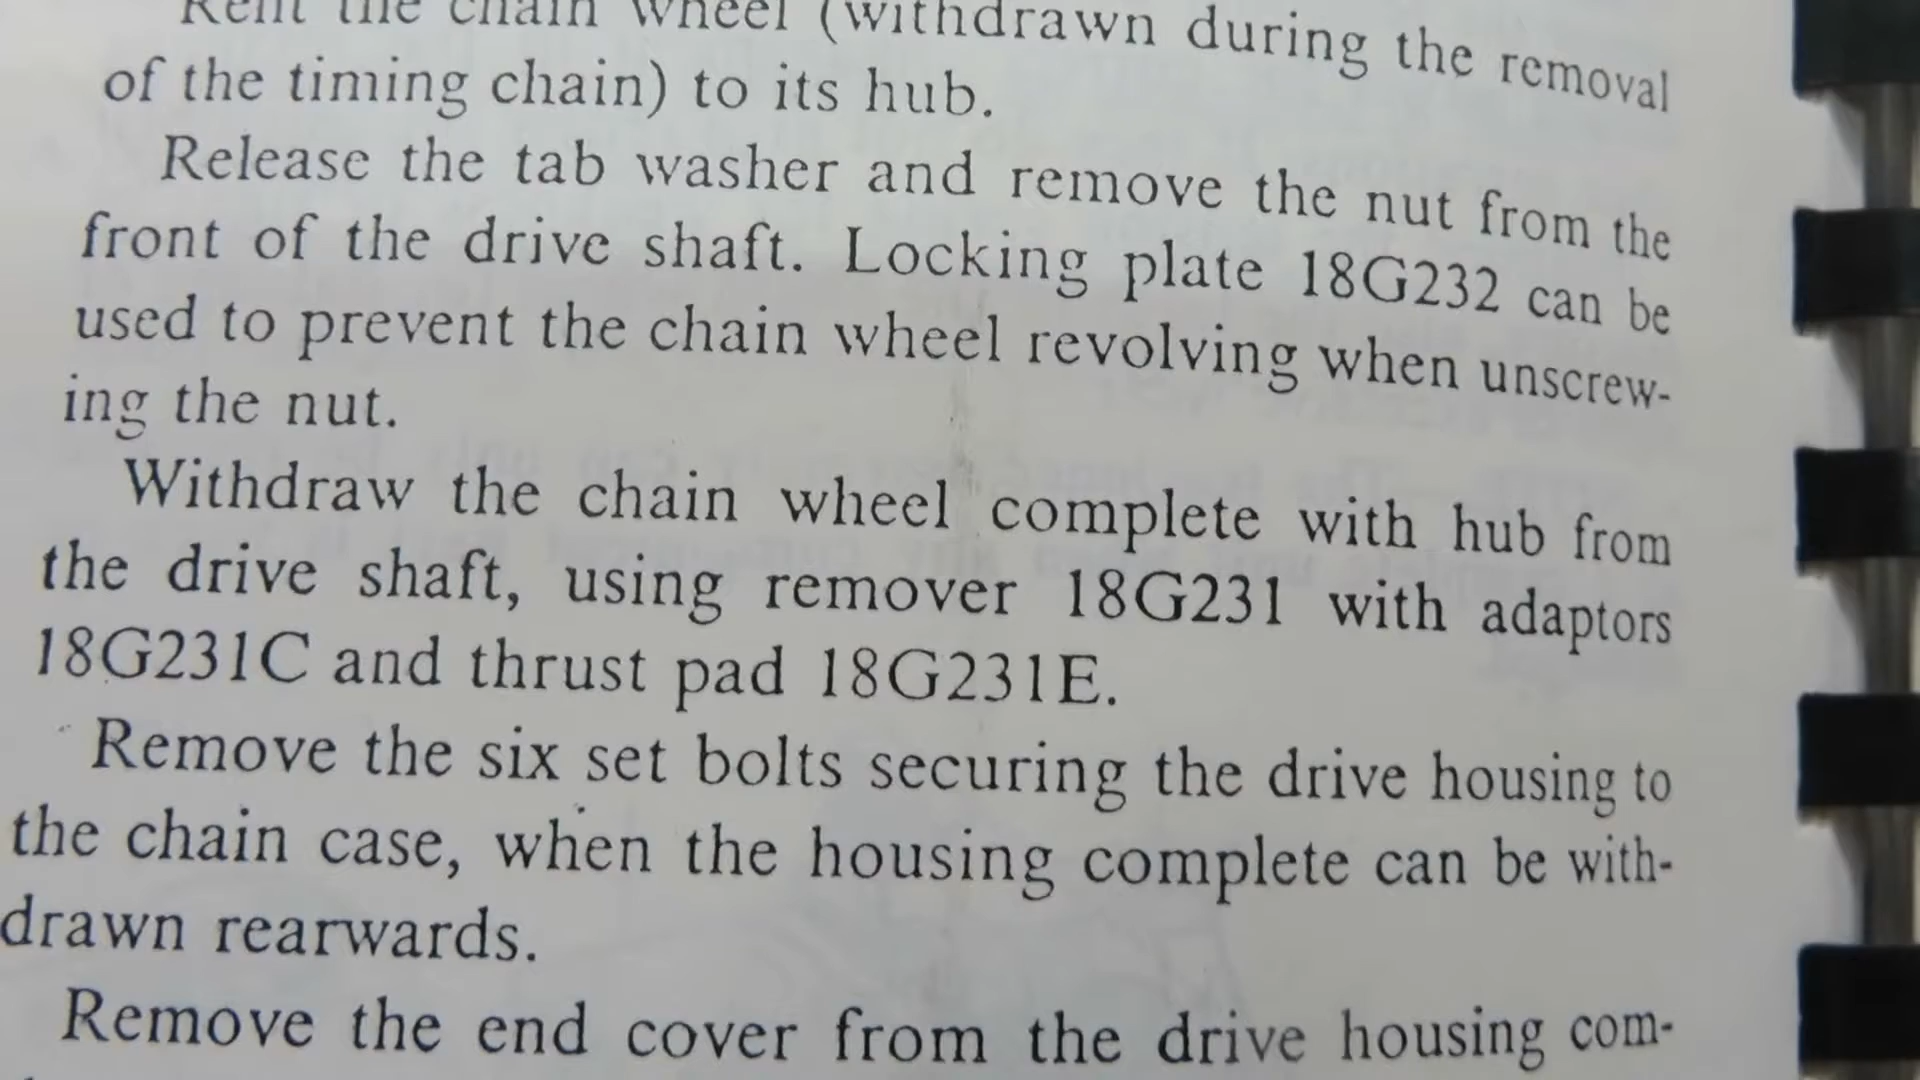 Refit the chain wheel (withdrawn during the removal
of the timing chain) to its hub.
Release the tab washer and remove the nut from the
front of the drive shaft. Locking plate 18G232 can be
used to prevent the chain wheel revolving when unscrew-
ing the nut.
Withdraw the chain wheel complete with hub from
the drive shaft, using remover 18G231 with adaptors
18G231C and thrust pad 18G231E.
Remove the six set bolts securing the drive housing to
the chain case, when the housing complete can be with-
drawn rearwards.
Remove the end cover from the drive housing com-